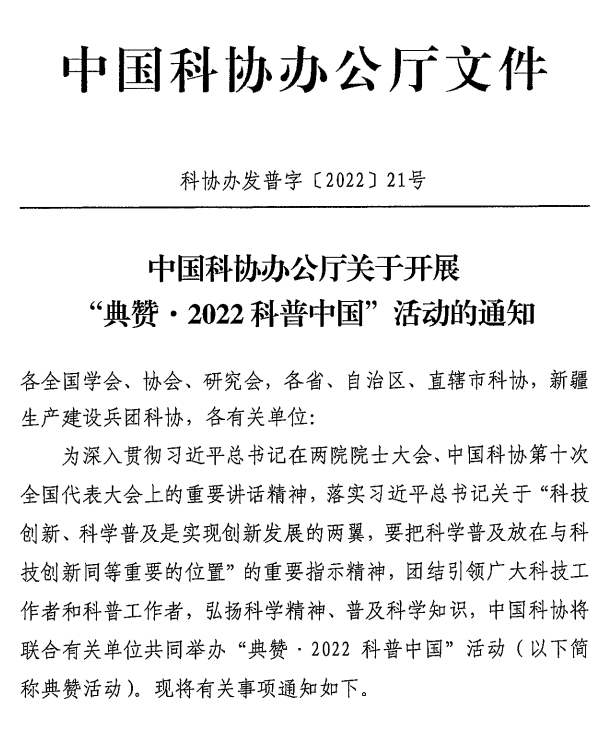 中国科协办公厅文件
科协办发普字〔2022〕21号
中国科协办公厅关于开展
“典赞·2022科普中国”活动的通知
各全国学会、协会、研究会，各省、自治区、直辖市科协，新疆
生产建设兵团科协，各有关单位：
为深入贯彻习近平总书记在两院院士大会、中国科协第十次
全国代表大会上的重要讲话精神，落实习近平总书记关于“科技
创新、科学普及是实现创新发展的两翼，要把科学普及放在与科
技创新同等重要的位置”的重要指示精神，团结引领广大科技工
作者和科普工作者，弘扬科学精神、普及科学知识，中国科协将
联合有关单位共同举办“典赞·2022 科普中国”活动（以下简
称典赞活动）。现将有关事项通知如下。